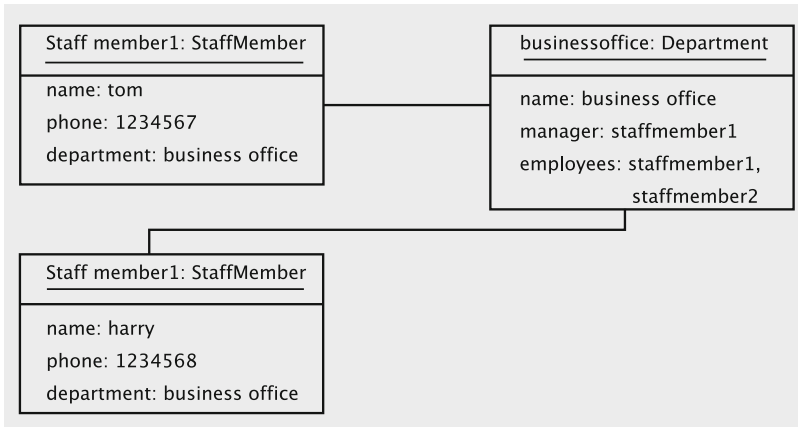 Staff member1: StaffMember
name: tom
phone: 1234567
department: business office
businessoffice: Department
name: business office
manager: staffmember1
employees: staffmember1,
staffmember2
Staff member1: StaffMember
name: harry
phone: 1234568
department: business office